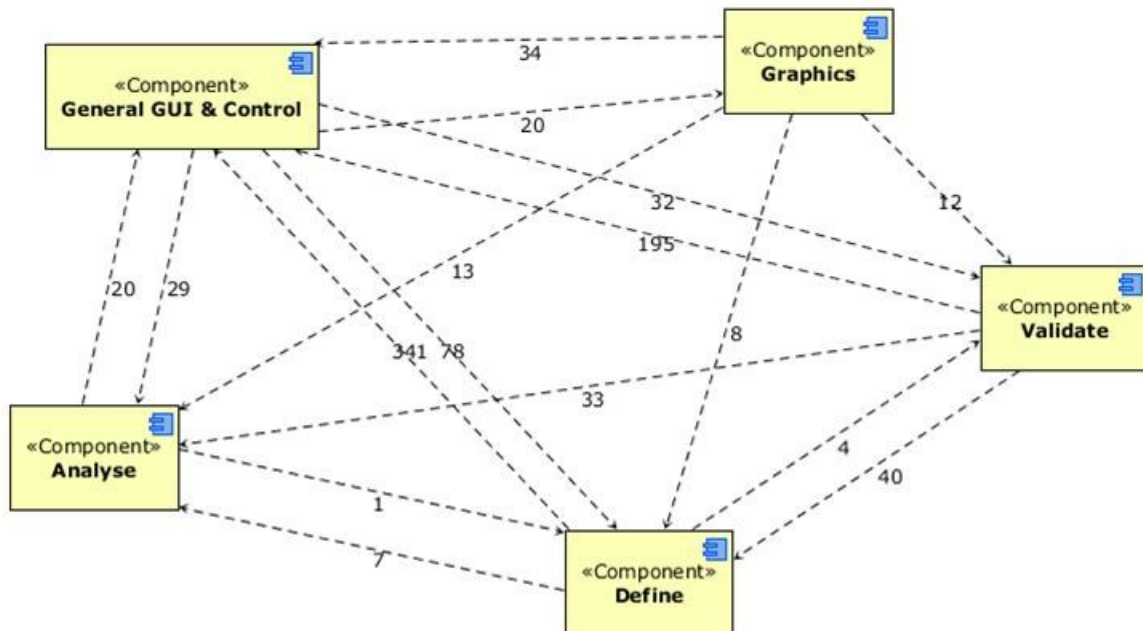 «Component»
Graphics
34
«Component»
General GUI & Control
20
32
12
195
13
20
29
«Component»
Validate
8
341
78
33
«Component»
Analyse
4
40
1
7
«Component»
Define